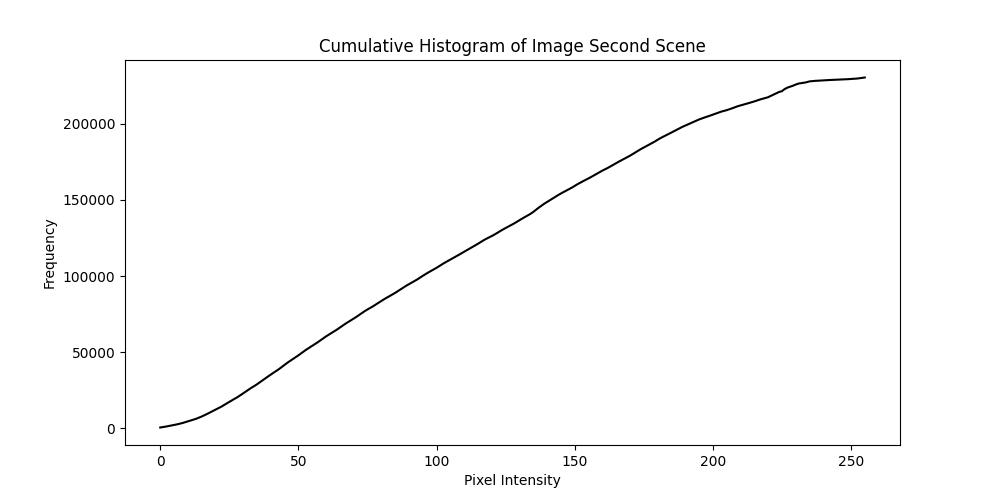 Cumulative Histogram of Image Second Scene
Frequency
200000
150000
100000
50000
0
0 50 100 150 200 250
Pixel Intensity